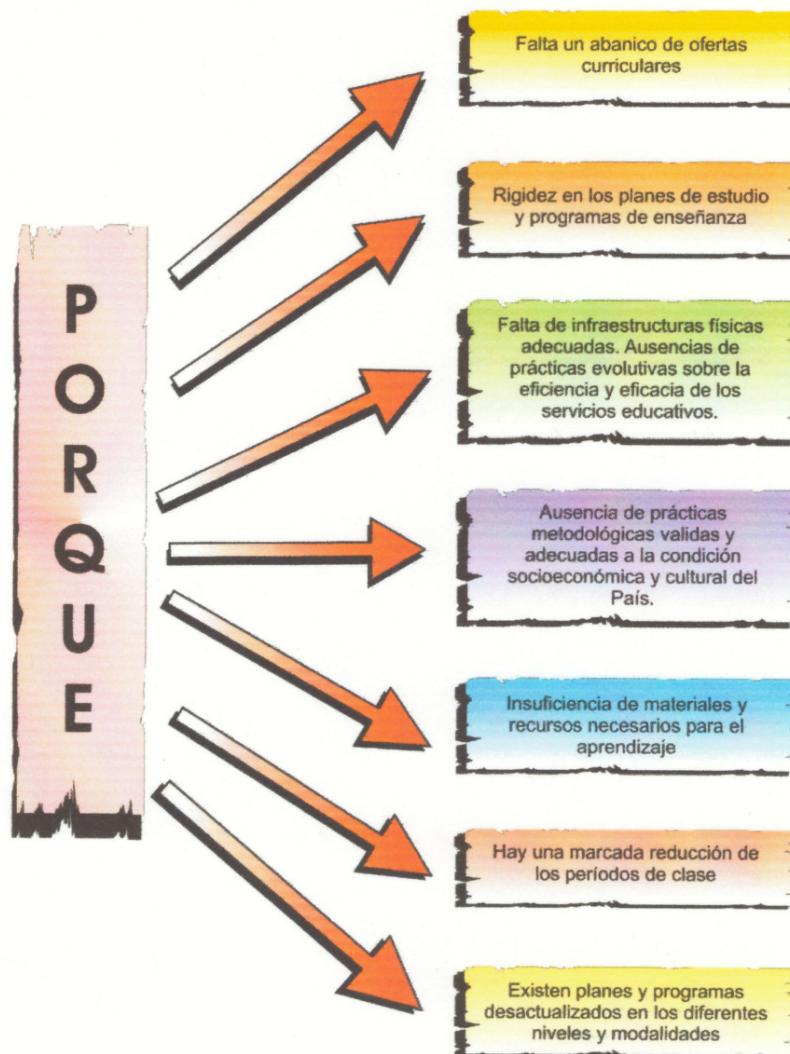 PORQUE
Falta un abanico de ofertas
curriculares
Rigidez en los planes de estudio
y programas de enseñanza
Falta de infraestructuras físicas
adecuadas. Ausencias de
prácticas evolutivas sobre la
eficiencia y eficacia de los
servicios educativos.
Ausencia de prácticas
metodológicas validas y
adecuadas a la condición
socioeconómica y cultural del
País.
Insuficiencia de materiales y
recursos necesarios para el
aprendizaje
Hay una marcada reducción de
los períodos de clase
Existen planes y programas
desactualizados en los diferentes
niveles y modalidades